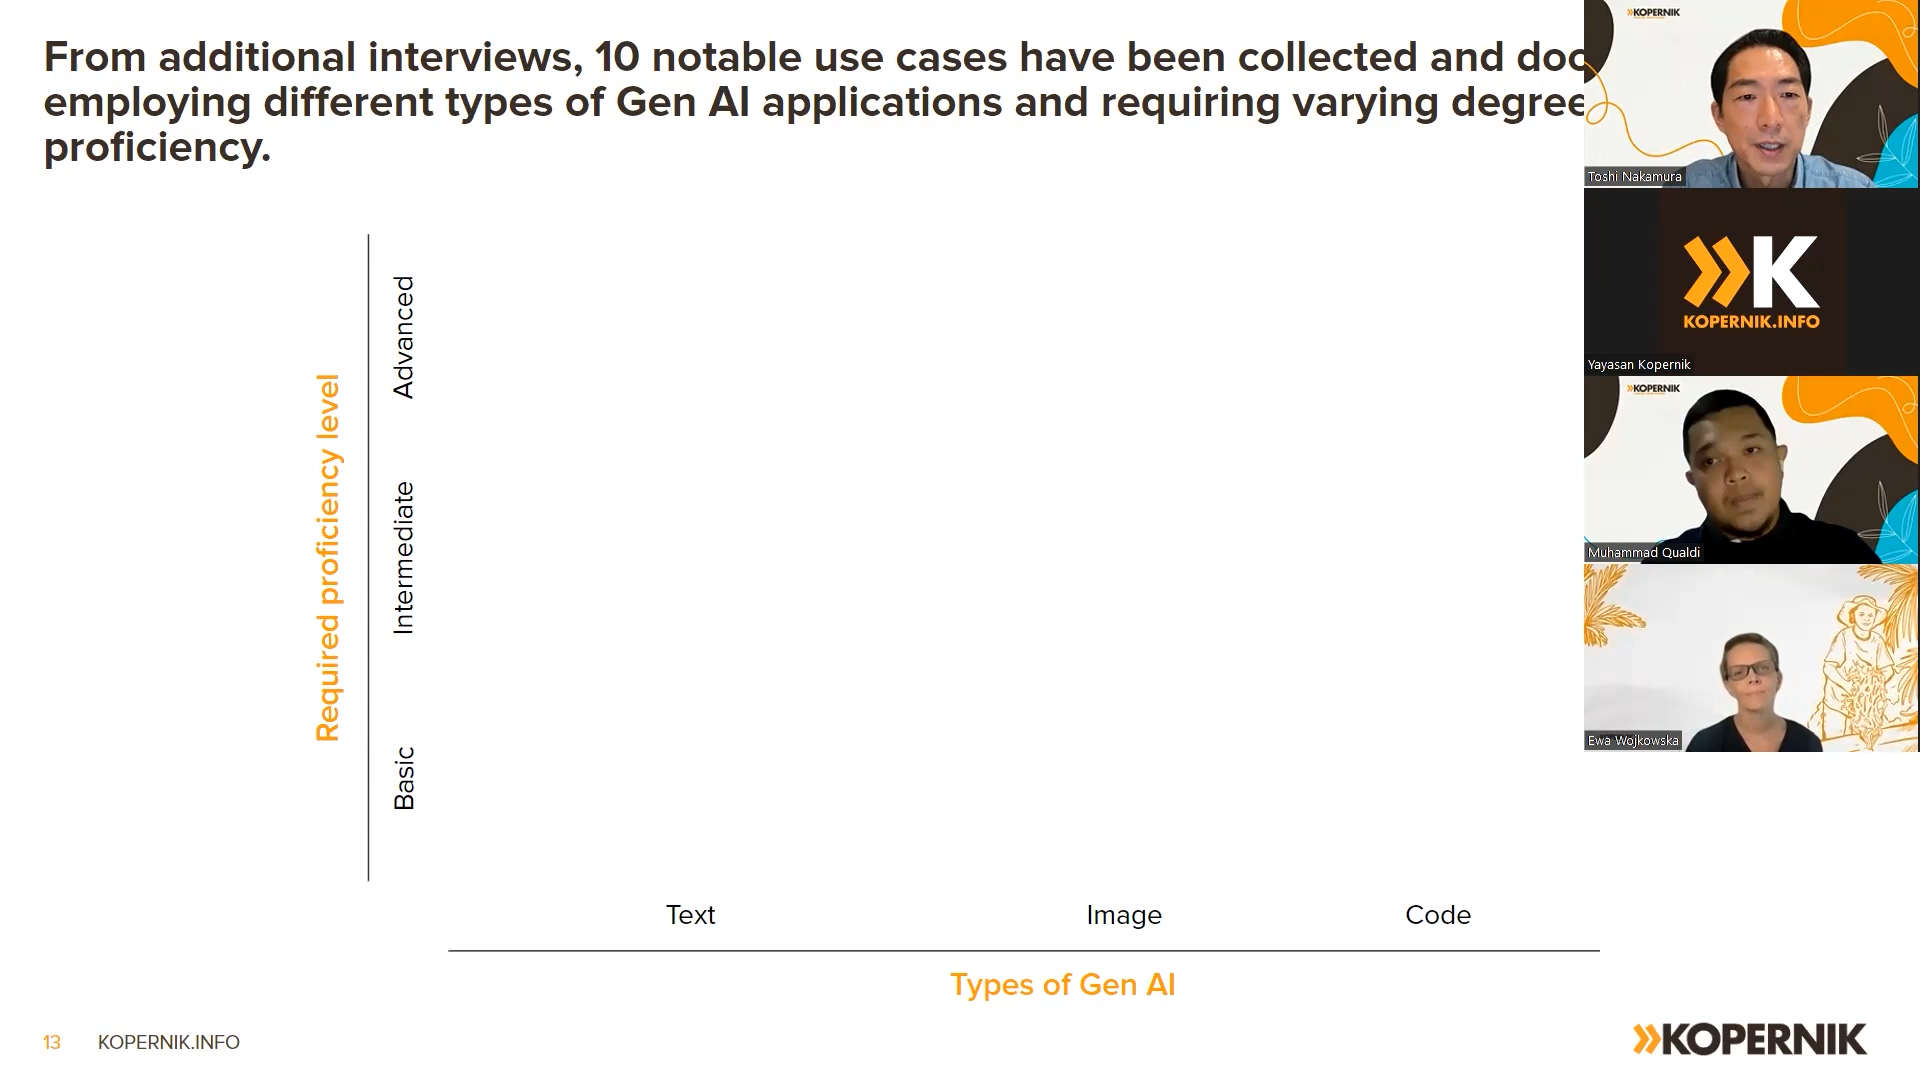 From additional interviews, 10 notable use cases have been collected and doc
employing different types of Gen AI applications and requiring varying degree
proficiency.
Required proficiency level
Advanced
Intermediate
Basic
Text
Image
Code
Types of Gen AI
13
KOPERNIK.INFO
KOPERNIK
KOPERNIK
Toshi Nakamura
K
KOPERNIK.INFO
Yayasan Kopernik
KOPERNIK
Muhammad Qualdi
Ewa Wojkowska